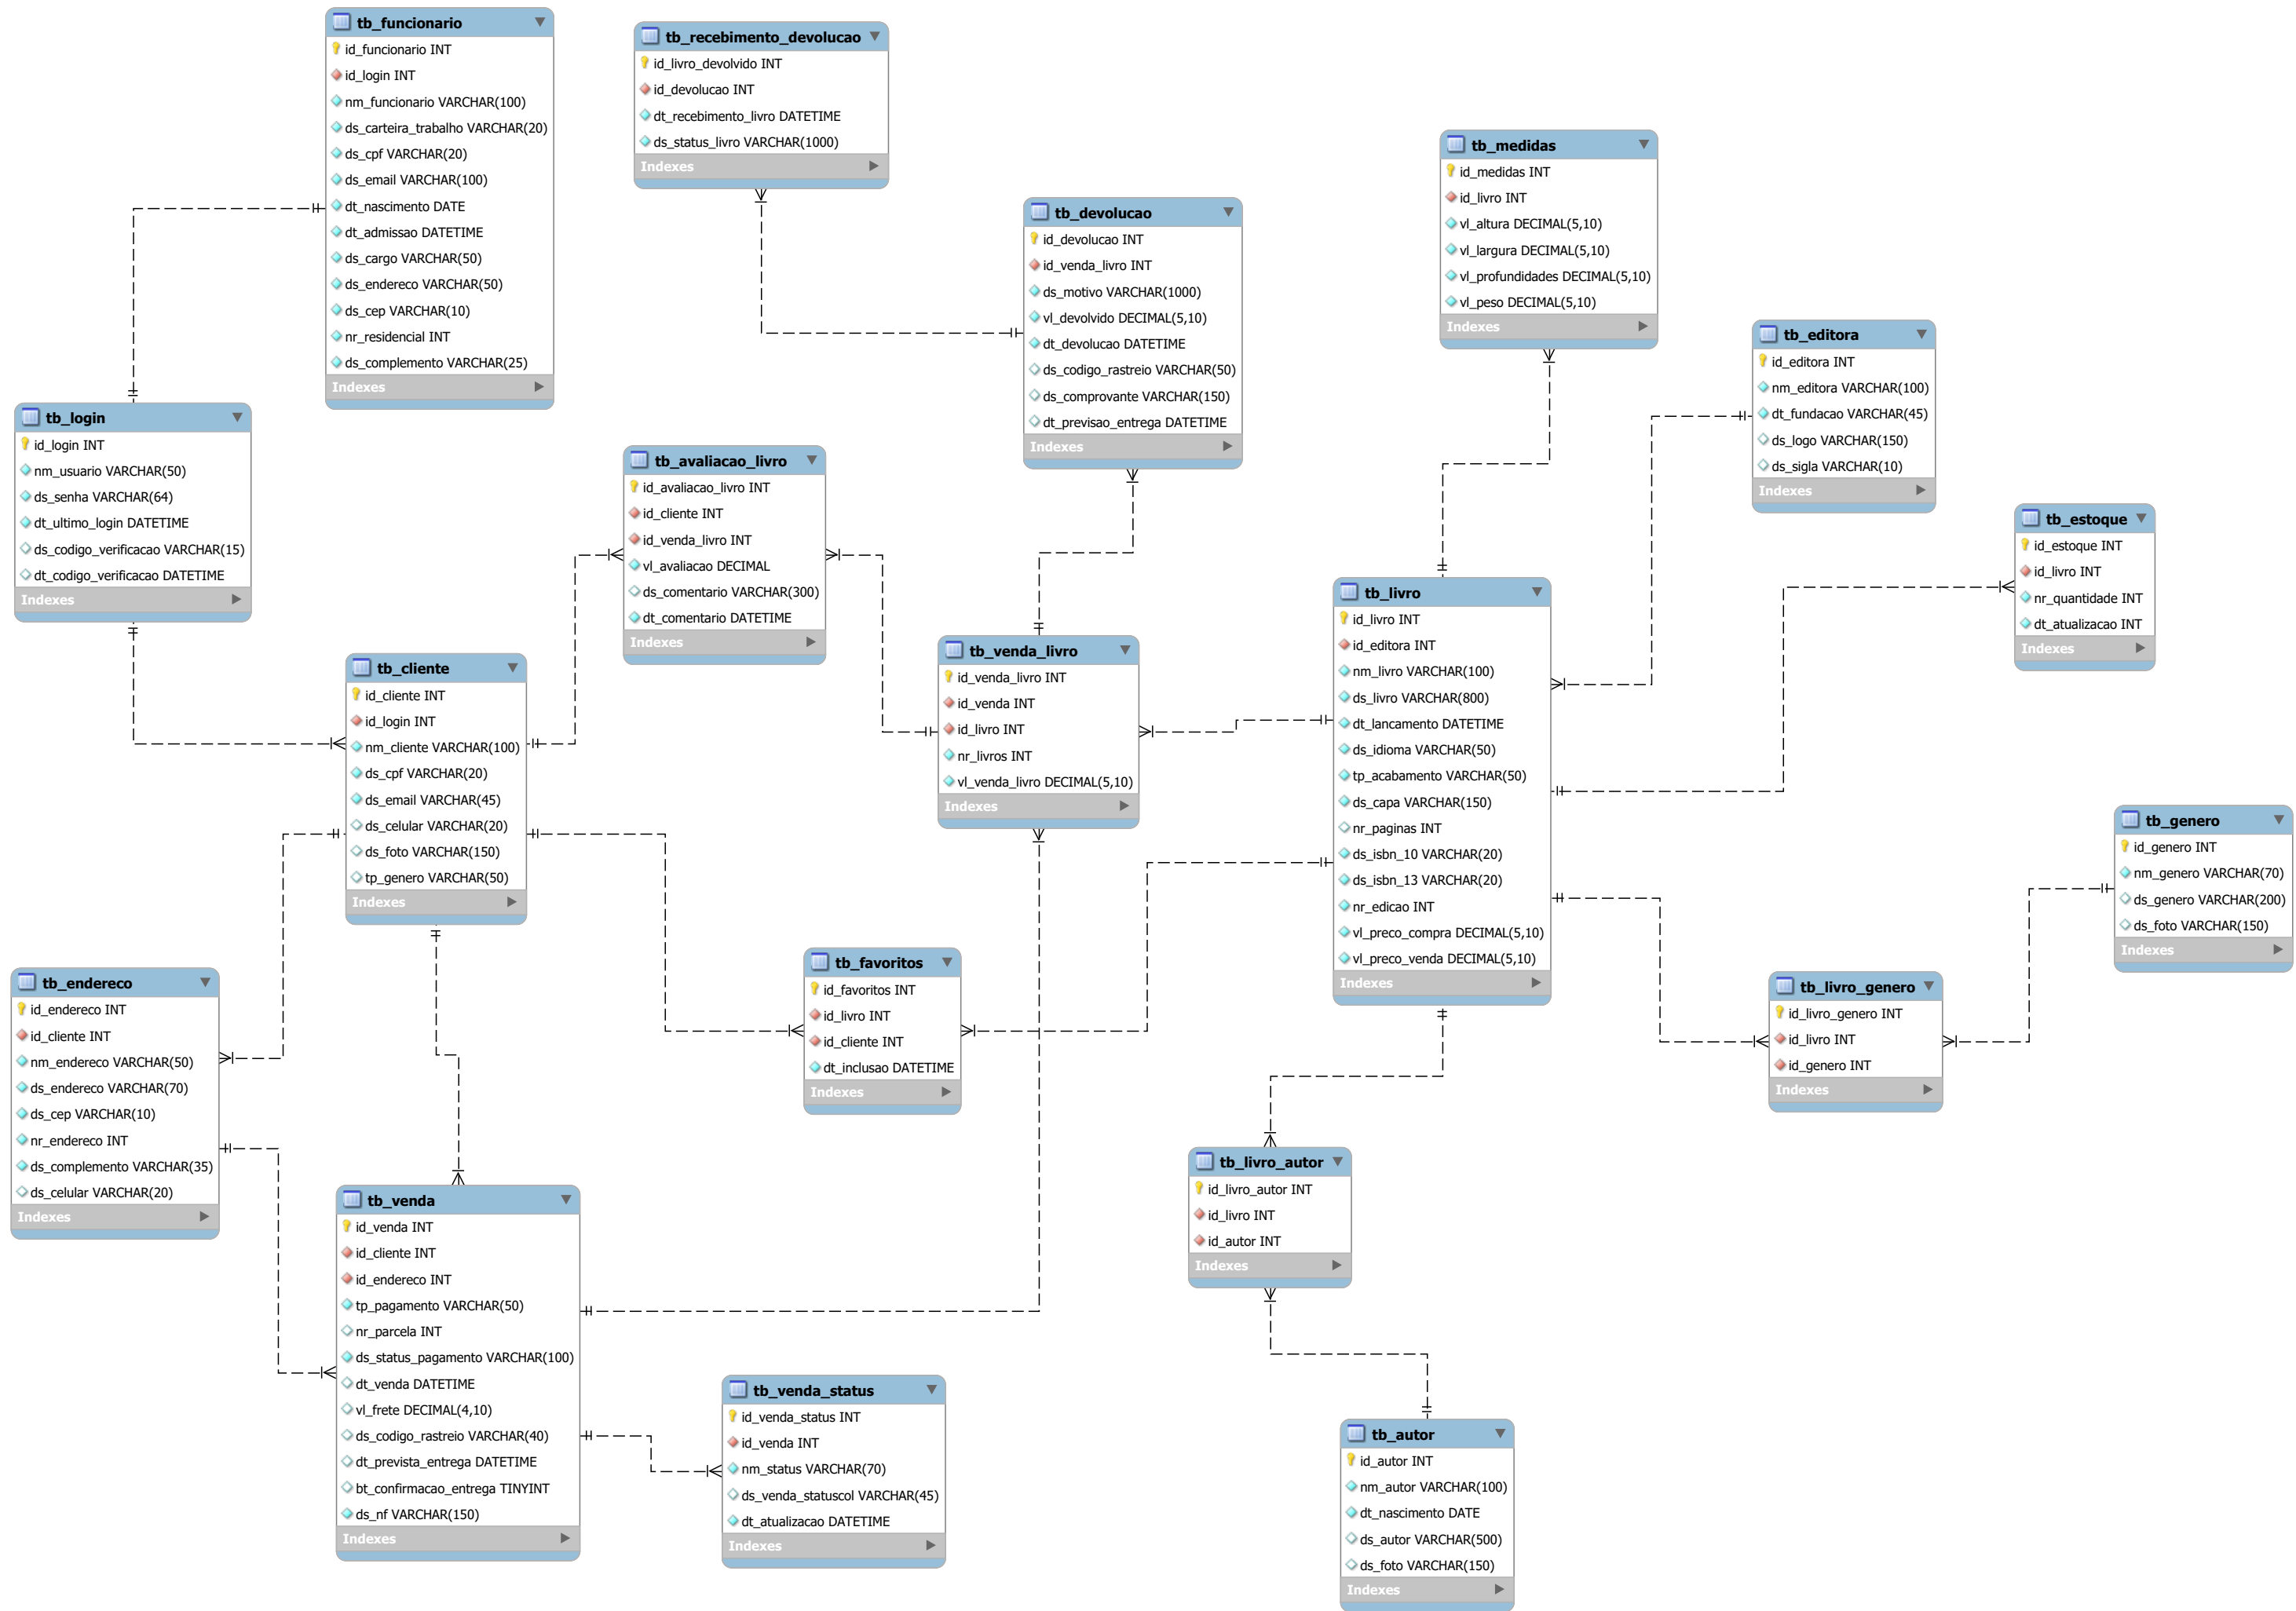 tb_funcionario
id_funcionario INT
id_login INT
nm_funcionario VARCHAR(100)
ds_carteira_trabalho VARCHAR(20)
ds_cpf VARCHAR(20)
ds_email VARCHAR(100)
dt_nascimento DATE
dt_admissao DATETIME
ds_cargo VARCHAR(50)
ds_endereco VARCHAR(50)
ds_cep VARCHAR(10)
nr_residencial INT
ds_complemento VARCHAR(25)
Indexes
tb_recebimento_devolucao
id_livro_devolvido INT
id_devolucao INT
dt_recebimento_livro DATETIME
ds_status_livro VARCHAR(1000)
Indexes
tb_medidas
id_medidas INT
id_livro INT
vl_altura DECIMAL(5,10)
vl_largura DECIMAL(5,10)
vl_profundidades DECIMAL(5,10)
vl_peso DECIMAL(5,10)
Indexes
tb_devolucao
id_devolucao INT
id_venda_livro INT
ds_motivo VARCHAR(1000)
vl_devolvido DECIMAL(5,10)
dt_devolucao DATETIME
ds_codigo_rastreio VARCHAR(50)
ds_comprovante VARCHAR(150)
dt_previsao_entrega DATETIME
Indexes
tb_editora
id_editora INT
nm_editora VARCHAR(100)
dt_fundacao VARCHAR(45)
ds_logo VARCHAR(150)
ds_sigla VARCHAR(10)
Indexes
tb_login
id_login INT
nm_usuario VARCHAR(50)
ds_senha VARCHAR(64)
dt_ultimo_login DATETIME
ds_codigo_verificacao VARCHAR(15)
dt_codigo_verificacao DATETIME
Indexes
tb_avaliacao_livro
id_avaliacao_livro INT
id_cliente INT
id_venda_livro INT
vl_avaliacao DECIMAL
ds_comentario VARCHAR(300)
dt_comentario DATETIME
Indexes
tb_estoque
id_estoque INT
id_livro INT
nr_quantidade INT
dt_atualizacao INT
Indexes
tb_livro
id_livro INT
id_editora INT
nm_livro VARCHAR(100)
ds_livro VARCHAR(800)
dt_lancamento DATETIME
ds_idioma VARCHAR(50)
tp_acabamento VARCHAR(50)
ds_capa VARCHAR(150)
nr_paginas INT
ds_isbn_10 VARCHAR(20)
ds_isbn_13 VARCHAR(20)
nr_edicao INT
vl_preco_compra DECIMAL(5,10)
vl_preco_venda DECIMAL(5,10)
Indexes
tb_venda_livro
id_venda_livro INT
id_venda INT
id_livro INT
nr_livros INT
vl_venda_livro DECIMAL(5,10)
Indexes
tb_cliente
id_cliente INT
id_login INT
nm_cliente VARCHAR(100)
ds_cpf VARCHAR(20)
ds_email VARCHAR(45)
ds_celular VARCHAR(20)
ds_foto VARCHAR(150)
tp_genero VARCHAR(50)
Indexes
tb_genero
id_genero INT
nm_genero VARCHAR(70)
ds_genero VARCHAR(200)
ds_foto VARCHAR(150)
Indexes
tb_favoritos
id_favoritos INT
id_livro INT
id_cliente INT
dt_inclusao DATETIME
Indexes
tb_endereco
id_endereco INT
id_cliente INT
nm_endereco VARCHAR(50)
ds_endereco VARCHAR(70)
ds_cep VARCHAR(10)
nr_endereco INT
ds_complemento VARCHAR(35)
ds_celular VARCHAR(20)
Indexes
tb_livro_genero
id_livro_genero INT
id_livro INT
id_genero INT
Indexes
tb_livro_autor
id_livro_autor INT
id_livro INT
id_autor INT
Indexes
tb_venda
id_venda INT
id_cliente INT
id_endereco INT
tp_pagamento VARCHAR(50)
nr_parcela INT
ds_status_pagamento VARCHAR(100)
dt_venda DATETIME
vl_frete DECIMAL(4,10)
ds_codigo_rastreio VARCHAR(40)
dt_prevista_entrega DATETIME
bt_confirmacao_entrega TINYINT
ds_nf VARCHAR(150)
Indexes
tb_venda_status
id_venda_status INT
id_venda INT
nm_status VARCHAR(70)
ds_venda_statuscol VARCHAR(45)
dt_atualizacao DATETIME
Indexes
tb_autor
id_autor INT
nm_autor VARCHAR(100)
dt_nascimento DATE
ds_autor VARCHAR(500)
ds_foto VARCHAR(150)
Indexes